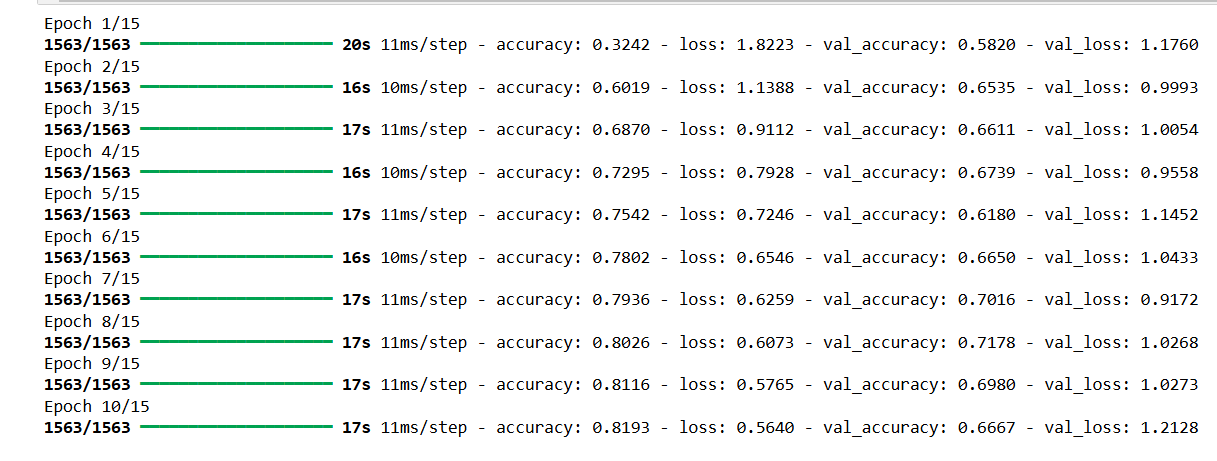 Epoch 1/15
1563/1563 ━━━━━━━━━━━━━━━━━━━━ 20s 11ms/step - accuracy: 0.3242 - loss: 1.8223 - val_accuracy: 0.5820 - val_loss: 1.1760
Epoch 2/15
1563/1563 ━━━━━━━━━━━━━━━━━━━━ 16s 10ms/step - accuracy: 0.6019 - loss: 1.1388 - val_accuracy: 0.6535 - val_loss: 0.9993
Epoch 3/15
1563/1563 ━━━━━━━━━━━━━━━━━━━━ 17s 11ms/step - accuracy: 0.6870 - loss: 0.9112 - val_accuracy: 0.6611 - val_loss: 1.0054
Epoch 4/15
1563/1563 ━━━━━━━━━━━━━━━━━━━━ 16s 10ms/step - accuracy: 0.7295 - loss: 0.7928 - val_accuracy: 0.6739 - val_loss: 0.9558
Epoch 5/15
1563/1563 ━━━━━━━━━━━━━━━━━━━━ 17s 11ms/step - accuracy: 0.7542 - loss: 0.7246 - val_accuracy: 0.6180 - val_loss: 1.1452
Epoch 6/15
1563/1563 ━━━━━━━━━━━━━━━━━━━━ 16s 10ms/step - accuracy: 0.7802 - loss: 0.6546 - val_accuracy: 0.6650 - val_loss: 1.0433
Epoch 7/15
1563/1563 ━━━━━━━━━━━━━━━━━━━━ 17s 11ms/step - accuracy: 0.7936 - loss: 0.6259 - val_accuracy: 0.7016 - val_loss: 0.9172
Epoch 8/15
1563/1563 ━━━━━━━━━━━━━━━━━━━━ 17s 11ms/step - accuracy: 0.8026 - loss: 0.6073 - val_accuracy: 0.7178 - val_loss: 1.0268
Epoch 9/15
1563/1563 ━━━━━━━━━━━━━━━━━━━━ 17s 11ms/step - accuracy: 0.8116 - loss: 0.5765 - val_accuracy: 0.6980 - val_loss: 1.0273
Epoch 10/15
1563/1563 ━━━━━━━━━━━━━━━━━━━━ 17s 11ms/step - accuracy: 0.8193 - loss: 0.5640 - val_accuracy: 0.6667 - val_loss: 1.2128